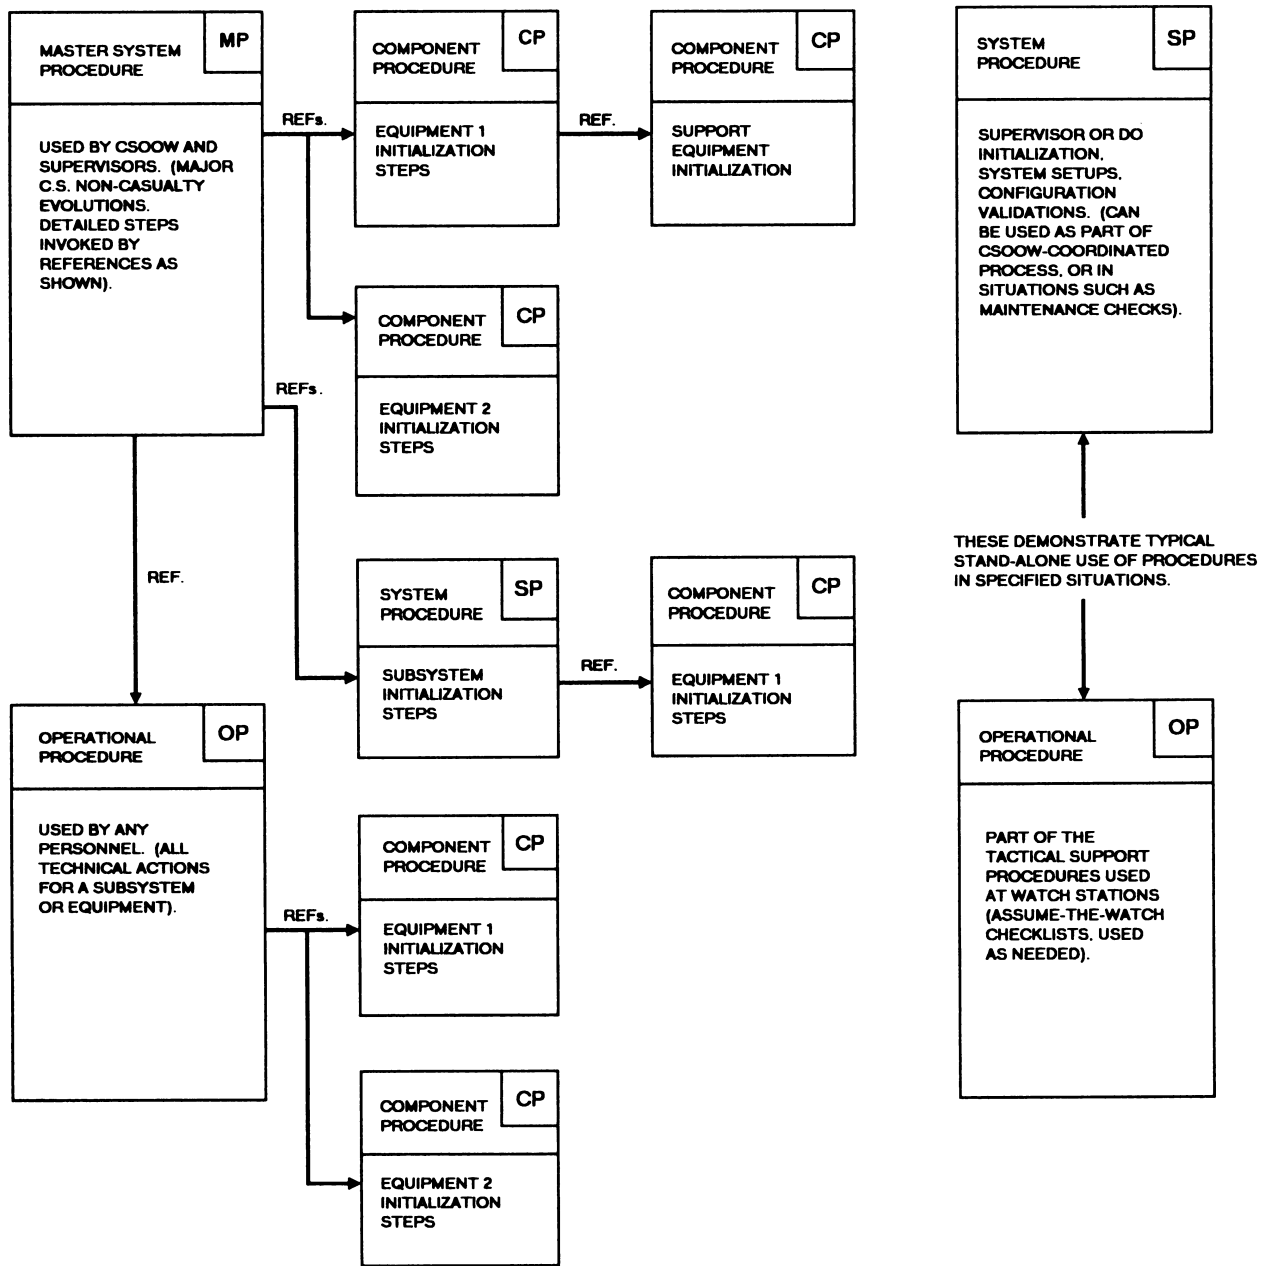 MASTER SYSTEM
PROCEDURE
MP
USED BY CSOOW AND
SUPERVISORS. (MAJOR
C.S. NON-CASUALTY
EVOLUTIONS.
DETAILED STEPS
INVOKED BY
REFERENCES AS
SHOWN).
REFs.
COMPONENT
PROCEDURE
CP
EQUIPMENT 1
INITIALIZATION
STEPS
REF.
COMPONENT
PROCEDURE
CP
SUPPORT
EQUIPMENT
INITIALIZATION
COMPONENT
PROCEDURE
CP
EQUIPMENT 2
INITIALIZATION
STEPS
REFs.
SYSTEM
PROCEDURE
SP
SUBSYSTEM
INITIALIZATION
STEPS
REF.
COMPONENT
PROCEDURE
CP
EQUIPMENT 1
INITIALIZATION
STEPS
REF.
OPERATIONAL
PROCEDURE
OP
USED BY ANY
PERSONNEL. (ALL
TECHNICAL ACTIONS
FOR A SUBSYSTEM
OR EQUIPMENT).
REFs.
COMPONENT
PROCEDURE
CP
EQUIPMENT 1
INITIALIZATION
STEPS
COMPONENT
PROCEDURE
CP
EQUIPMENT 2
INITIALIZATION
STEPS
SYSTEM
PROCEDURE
SP
SUPERVISOR OR DO
INITIALIZATION,
SYSTEM SETUPS,
CONFIGURATION
VALIDATIONS. (CAN
BE USED AS PART OF
CSOOW-COORDINATED
PROCESS, OR IN
SITUATIONS SUCH AS
MAINTENANCE CHECKS).
THESE DEMONSTRATE TYPICAL
STAND-ALONE USE OF PROCEDURES
IN SPECIFIED SITUATIONS.
OPERATIONAL
PROCEDURE
OP
PART OF THE
TACTICAL SUPPORT
PROCEDURES USED
AT WATCH STATIONS
(ASSUME-THE-WATCH
CHECKLISTS, USED
AS NEEDED).